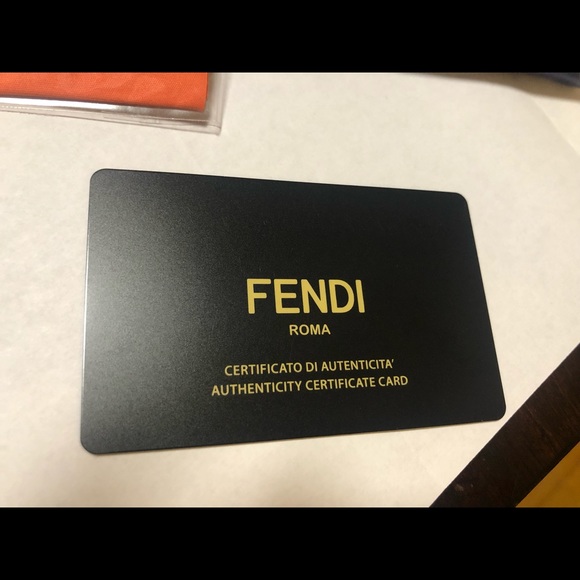 FENDI
ROMA
CERTIFICATO DI AUTENTICITA'
AUTHENTICITY CERTIFICATE CARD